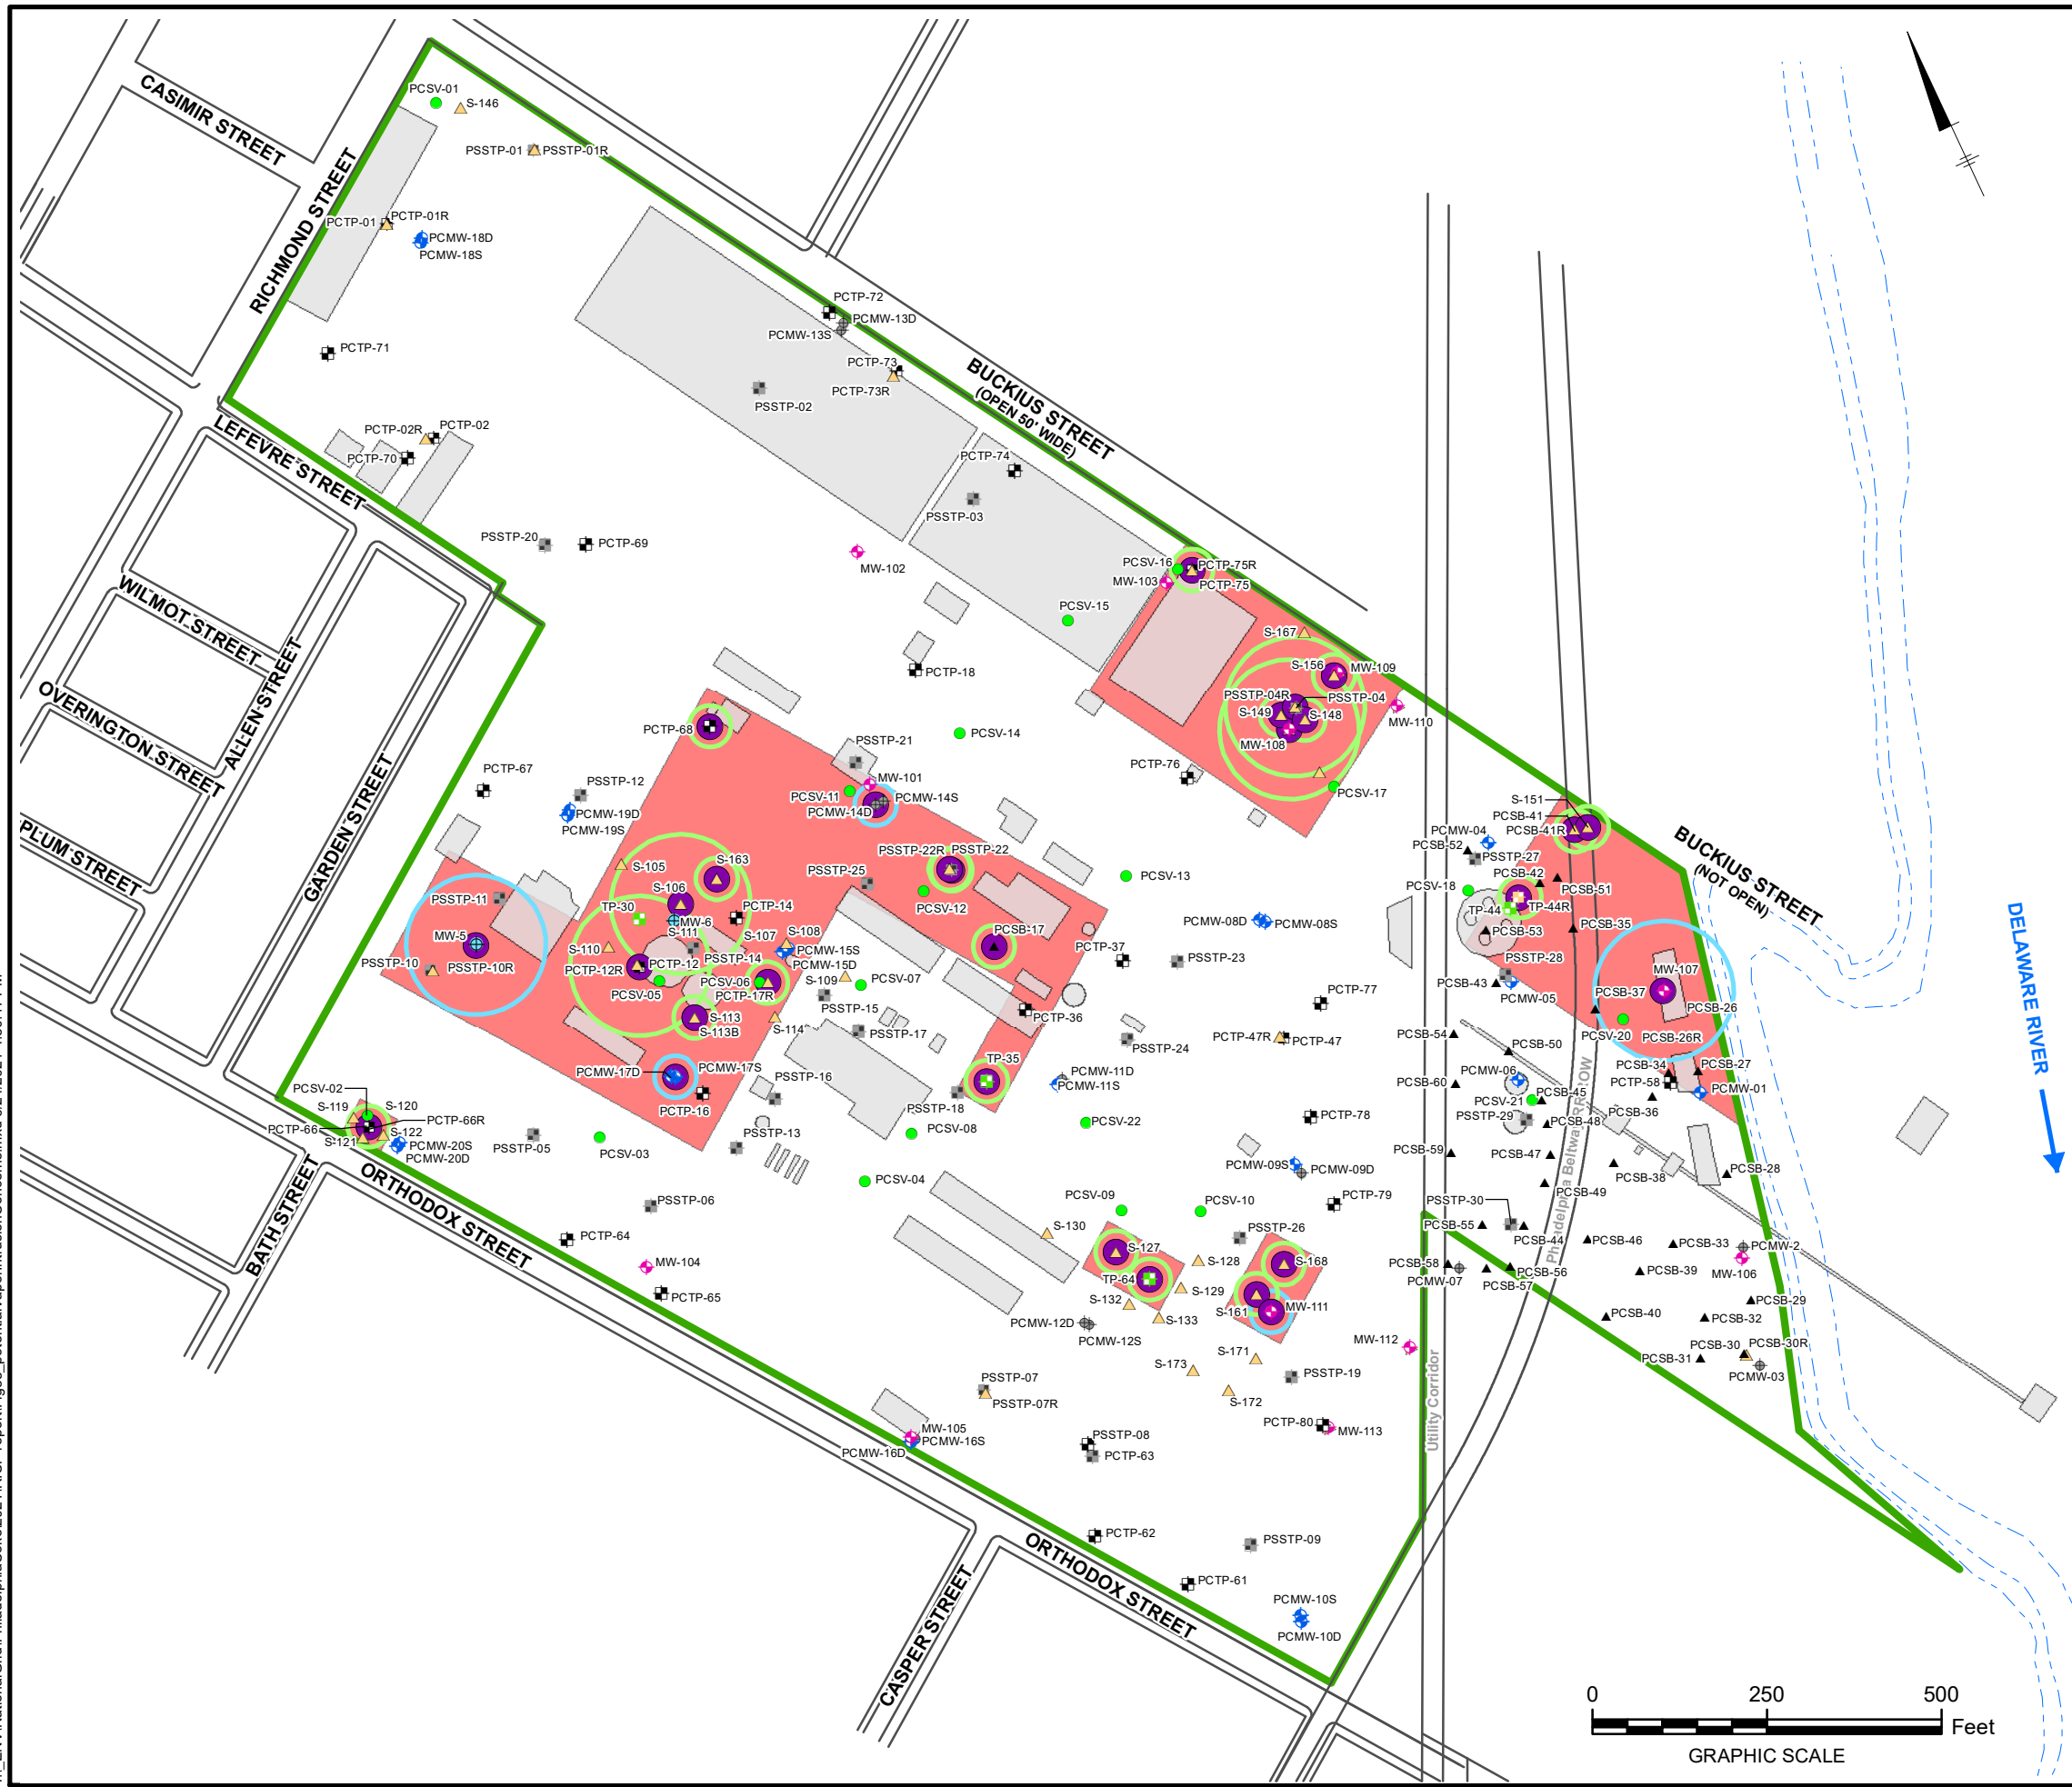 PCSV-01
S-146
CASIMIR STREET
PSSTP-01
PSSTP-01R
RICHMOND STREET
PCTP-01R
PCTP-01
PCMW-18D
PCMW-18S
PCTP-72
PCMW-13D
PCMW-13S
PCTP-71
PCTP-73
PCTP-73R
PSSTP-02
BUCKIUS STREET
(OPEN 50' WIDE)
LEFEVRE STREET
PCTP-02R
PCTP-02
PCTP-70
PCTP-74
PSSTP-03
PSSTP-20
PCTP-69
MW-102
PCSV-16
PCTP-75R
MW-103
PCTP-75
WILMOT STREET
PCSV-15
S-167
ALLEN STREET
PCTP-18
S-156
MW-109
OVERINGTON STREET
PSSTP-04R
PSSTP-04
S-149
S-148
MW-110
PCTP-68
PCSV-14
MW-108
PSSTP-21
PCTP-67
PSSTP-12
MW-101
PCTP-76
PCSV-11
PCMW-14S
PCSV-17
PCMW-14D
PCMW-19D
PCMW-19S
S-151
PCSB-41
PCSB-41R
PLUM STREET
GARDEN STREET
PCMW-04
PCSB-52
PSSTP-27
BUCKIUS STREET
(NOT OPEN)
S-105
S-163
PSSTP-22R
PSSTP-22
PSSTP-25
PCSV-13
PCSB-42
PCSB-51
PCSV-18
PSSTP-11
S-106
PCSV-12
TP-30
PCTP-14
TP-44
TP-44R
MW-6
PCMW-08D
PCMW-08S
PCSB-35
MW-5
S-111
S-107
S-108
PCSB-17
PCTP-37
PCSB-53
S-110
PCMW-15S
PSSTP-14
PCMW-15D
PSSTP-10
PSSTP-10R
PCTP-12R
PCTP-12
PSSTP-23
PSSTP-28
MW-107
PCSV-06
S-109
PCSV-07
PCSB-43
PCMW-05
PCSB-37
PCSV-05
PCTP-17R
PCTP-77
PCSB-26
PSSTP-15
PCTP-36
S-113
S-114
S-113B
PSSTP-17
PCTP-47R
PCTP-47
PCSB-54
PCSV-20
PCSB-26R
PSSTP-24
PCSB-50
TP-35
PCMW-17S
PCMW-17D
PCMW-11D
PCMW-11S
PCMW-06
PCSB-34
PCSB-27
PCSB-60
PCTP-58
PCSV-02
PSSTP-16
PCSV-21
PCSB-45
PCMW-01
S-119
S-120
PCTP-16
PSSTP-18
PCSB-36
PCTP-66R
PCSV-22
PCTP-78
PSSTP-29
PCSB-48
PCTP-66
S-122
S-121
PCMW-20S
PCMW-20D
PSSTP-05
PCSV-03
PSSTP-13
PCSV-08
PCSB-59
PCSB-47
DELAWARE RIVER
PCMW-09S
PCMW-09D
PCSB-38
PCSB-28
PCSV-04
PCSB-49
BATH STREET
ORTHODOX STREET
PSSTP-06
PCSV-09
PCSV-10
PCTP-79
PSSTP-30
Philadelphia Beltway RR ROW
PCTP-64
S-130
PSSTP-26
PCSB-55
PCSB-44
PCSB-46
PCSB-33
PCMW-2
S-127
S-128
S-168
PCSB-58
PCSB-56
MW-106
MW-104
TP-64
PCMW-07
PCSB-57
PCSB-39
PCTP-65
S-129
S-132
S-161
MW-111
PCSB-29
PCMW-12D
S-133
PCSB-40
PCSB-32
PCMW-12S
MW-112
PCSB-30
PCSB-30R
S-171
PCSB-31
PCMW-03
S-173
PSSTP-07
PSSTP-19
PSSTP-07R
S-172
Utility Corridor
MW-105
PCTP-80
MW-113
PCMW-16S
PCMW-16D
PSSTP-08
PCTP-63
PCTP-62
PSSTP-09
ORTHODOX STREET
PCTP-61
CASPER STREET
PCMW-10S
PCMW-10D
0 250 500
Feet
GRAPHIC SCALE